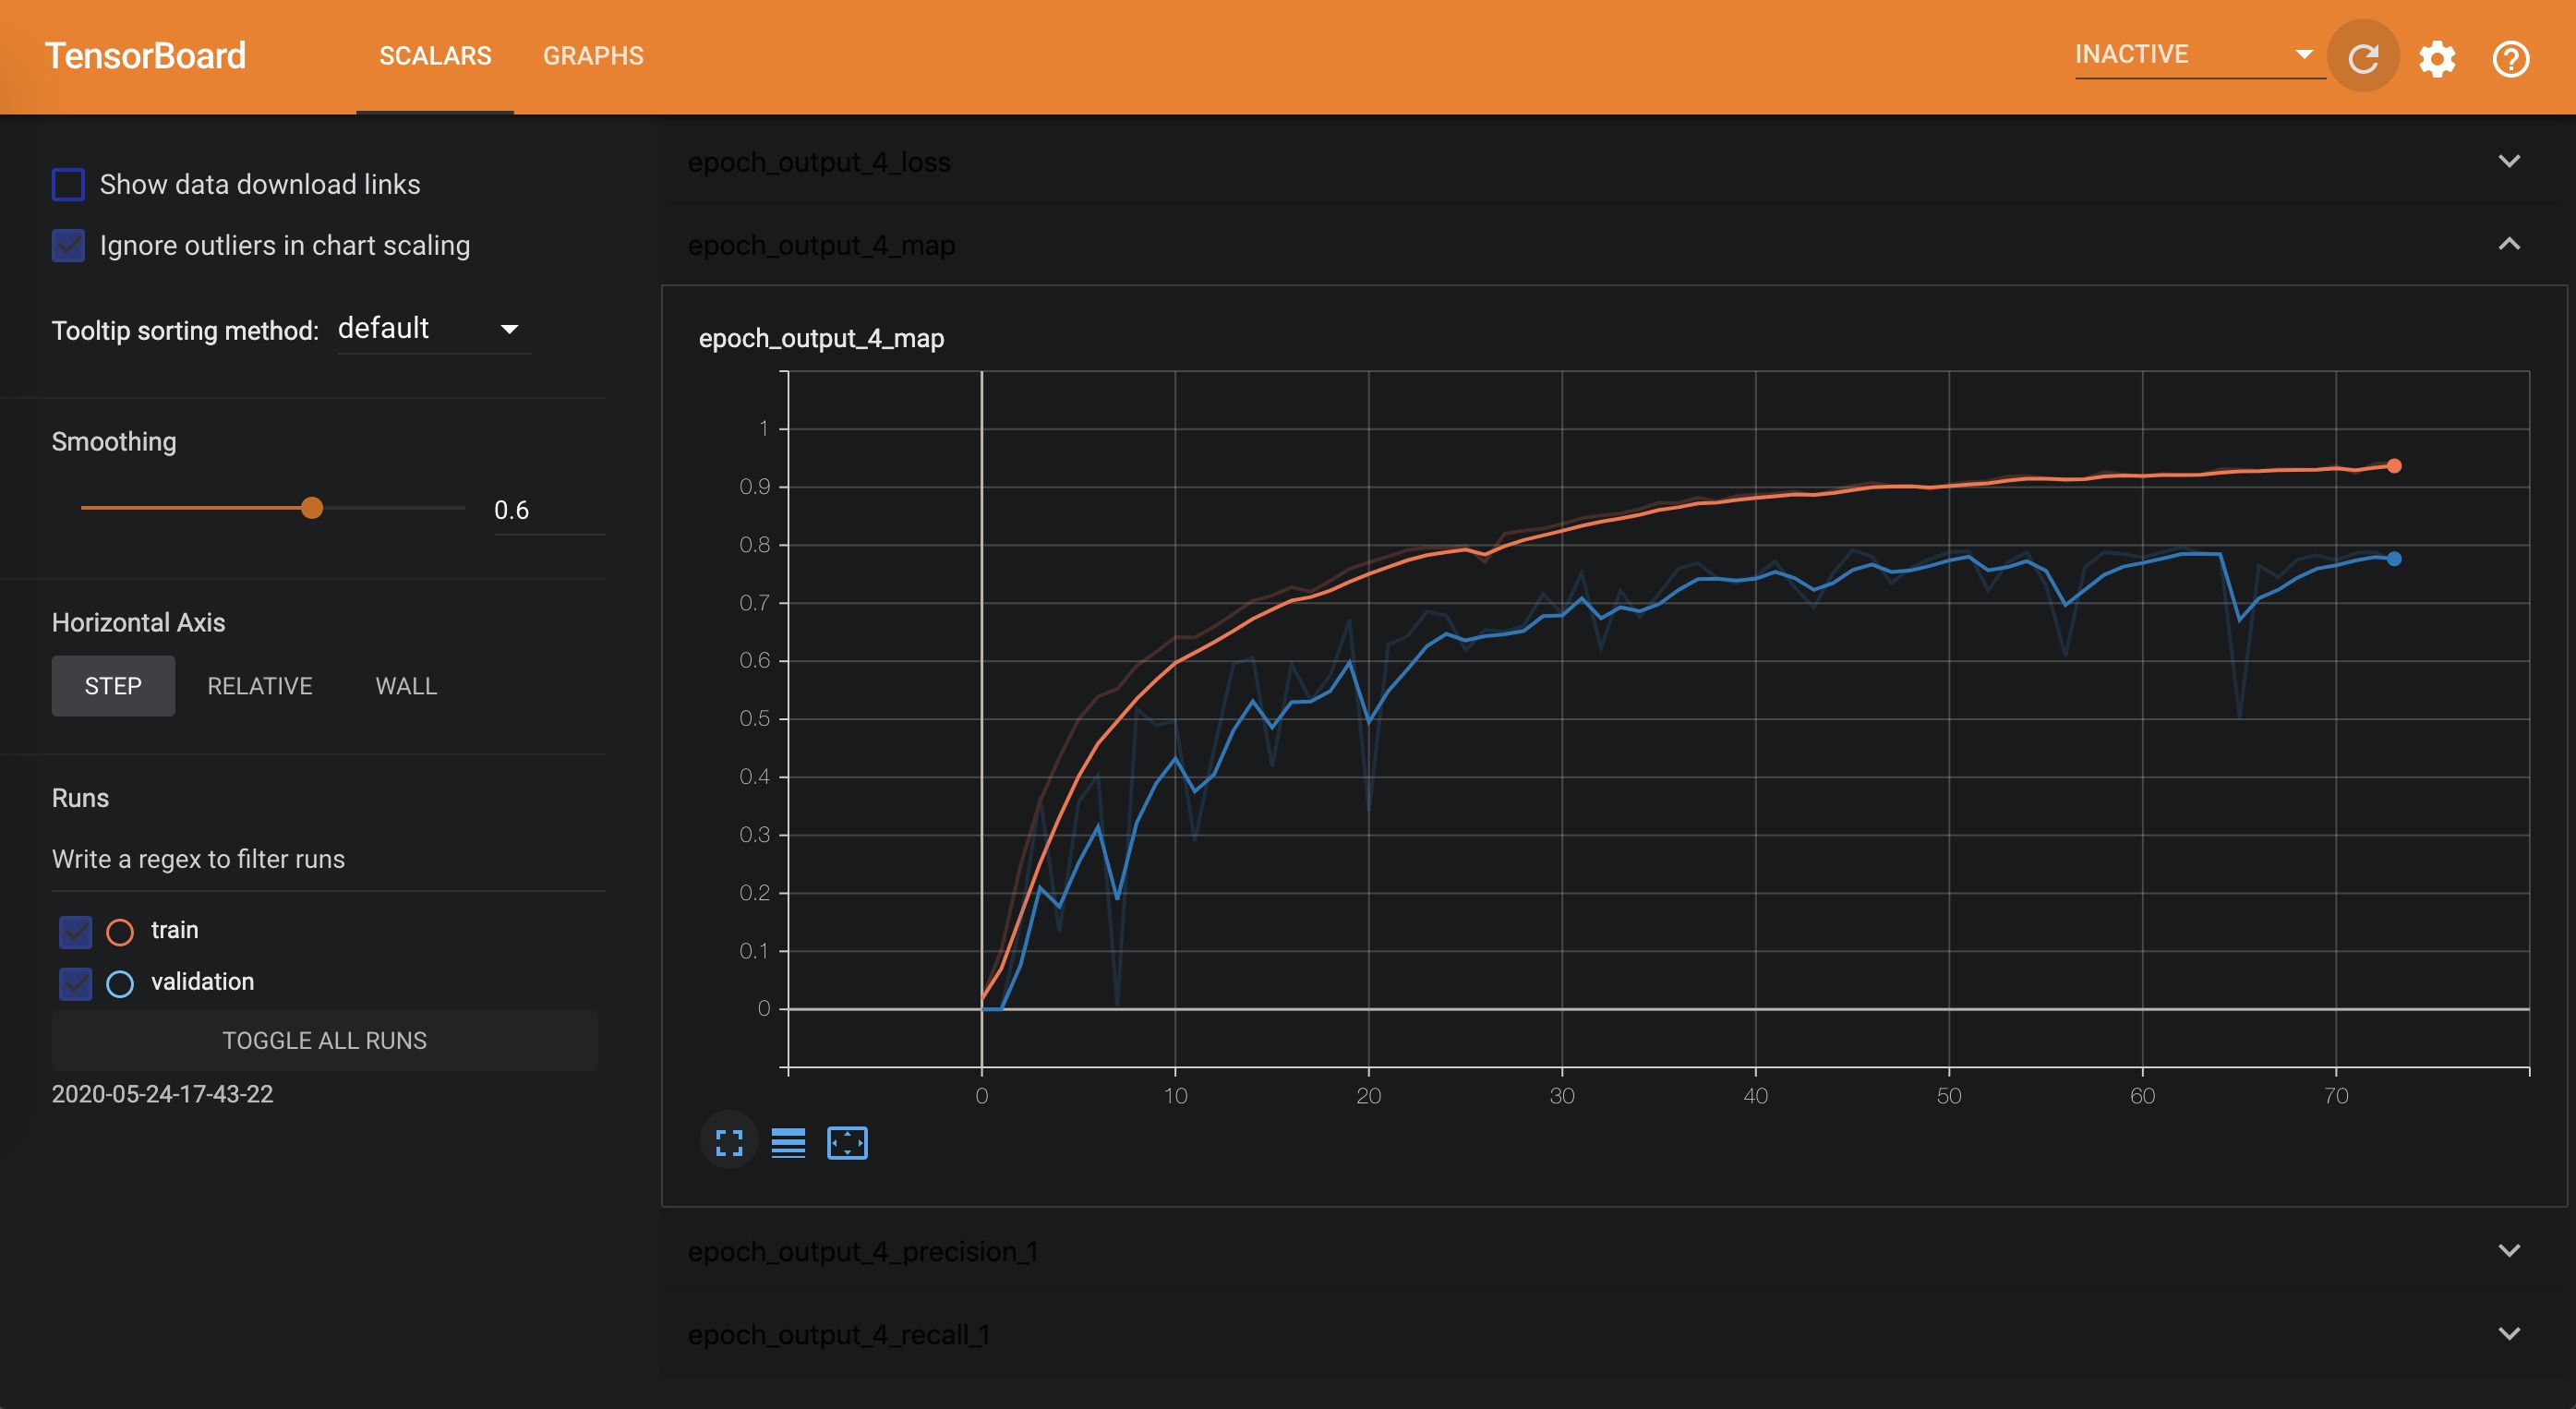 TensorBoard SCALARS GRAPHS INACTIVE
Show data download links
Ignore outliers in chart scaling
Tooltip sorting method: default
Smoothing
0.6
Horizontal Axis
STEP RELATIVE WALL
Runs
Write a regex to filter runs
train
validation
TOGGLE ALL RUNS
2020-05-24-17-43-22
epoch_output_4_loss
epoch_output_4_map
epoch_output_4_map
1
0.9
0.8
0.7
0.6
0.5
0.4
0.3
0.2
0.1
0
0 10 20 30 40 50 60 70
epoch_output_4_precision_1
epoch_output_4_recall_1